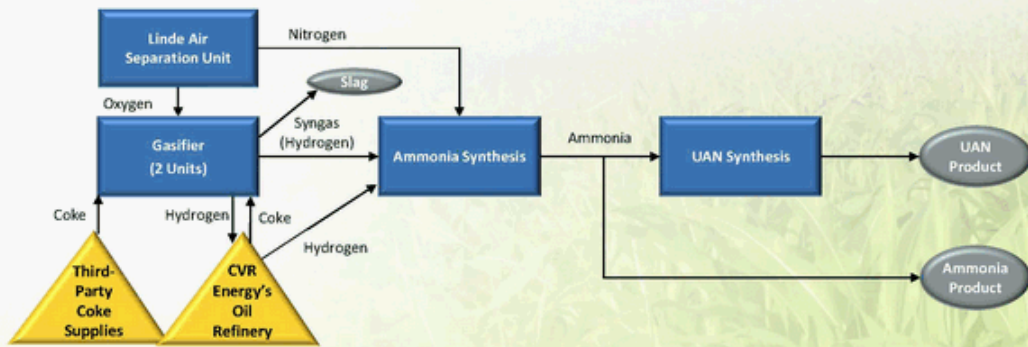 Linde Air
Separation Unit
Nitrogen
Slag
Oxygen
Syngas
(Hydrogen)
Gasifier
(2 Units)
Ammonia Synthesis
Ammonia
UAN Synthesis
UAN
Product
Coke
Hydrogen
Coke
Hydrogen
Third-
Party
Coke
Supplies
CVR
Energy's
Oil
Refinery
Ammonia
Product